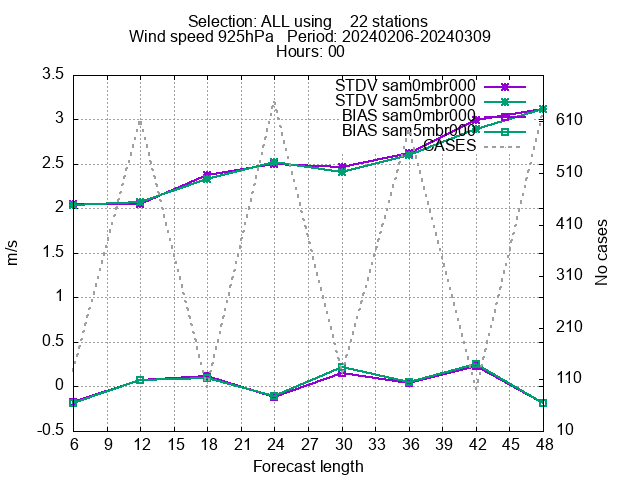 Selection: ALL using 22 stations
Wind speed 925hPa Period: 20240206-20240309
Hours: 00
STDV sam0mbr000
STDV sam5mbr000
BIAS sam0mbr000
BIAS sam5mbr000
CASES
3.5
3
2.5
2
1.5
1
0.5
0
-0.5
m/s
610
510
410
310
210
110
10
No cases
6 9 12 15 18 21 24 27 30 33 36 39 42 45 48
Forecast length